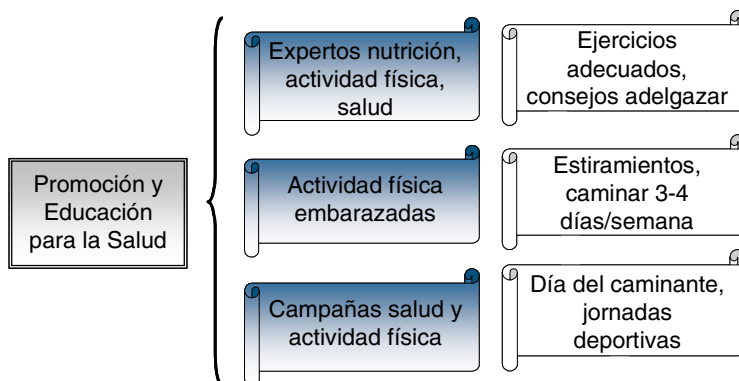 Promoción y
Educación
para la Salud
Expertos nutrición,
actividad física,
salud
Ejercicios
adecuados,
consejos adelgazar
Actividad física
embarazadas
Estiramientos,
caminar 3-4
días/semana
Campañas salud y
actividad física
Día del caminante,
jornadas
deportivas